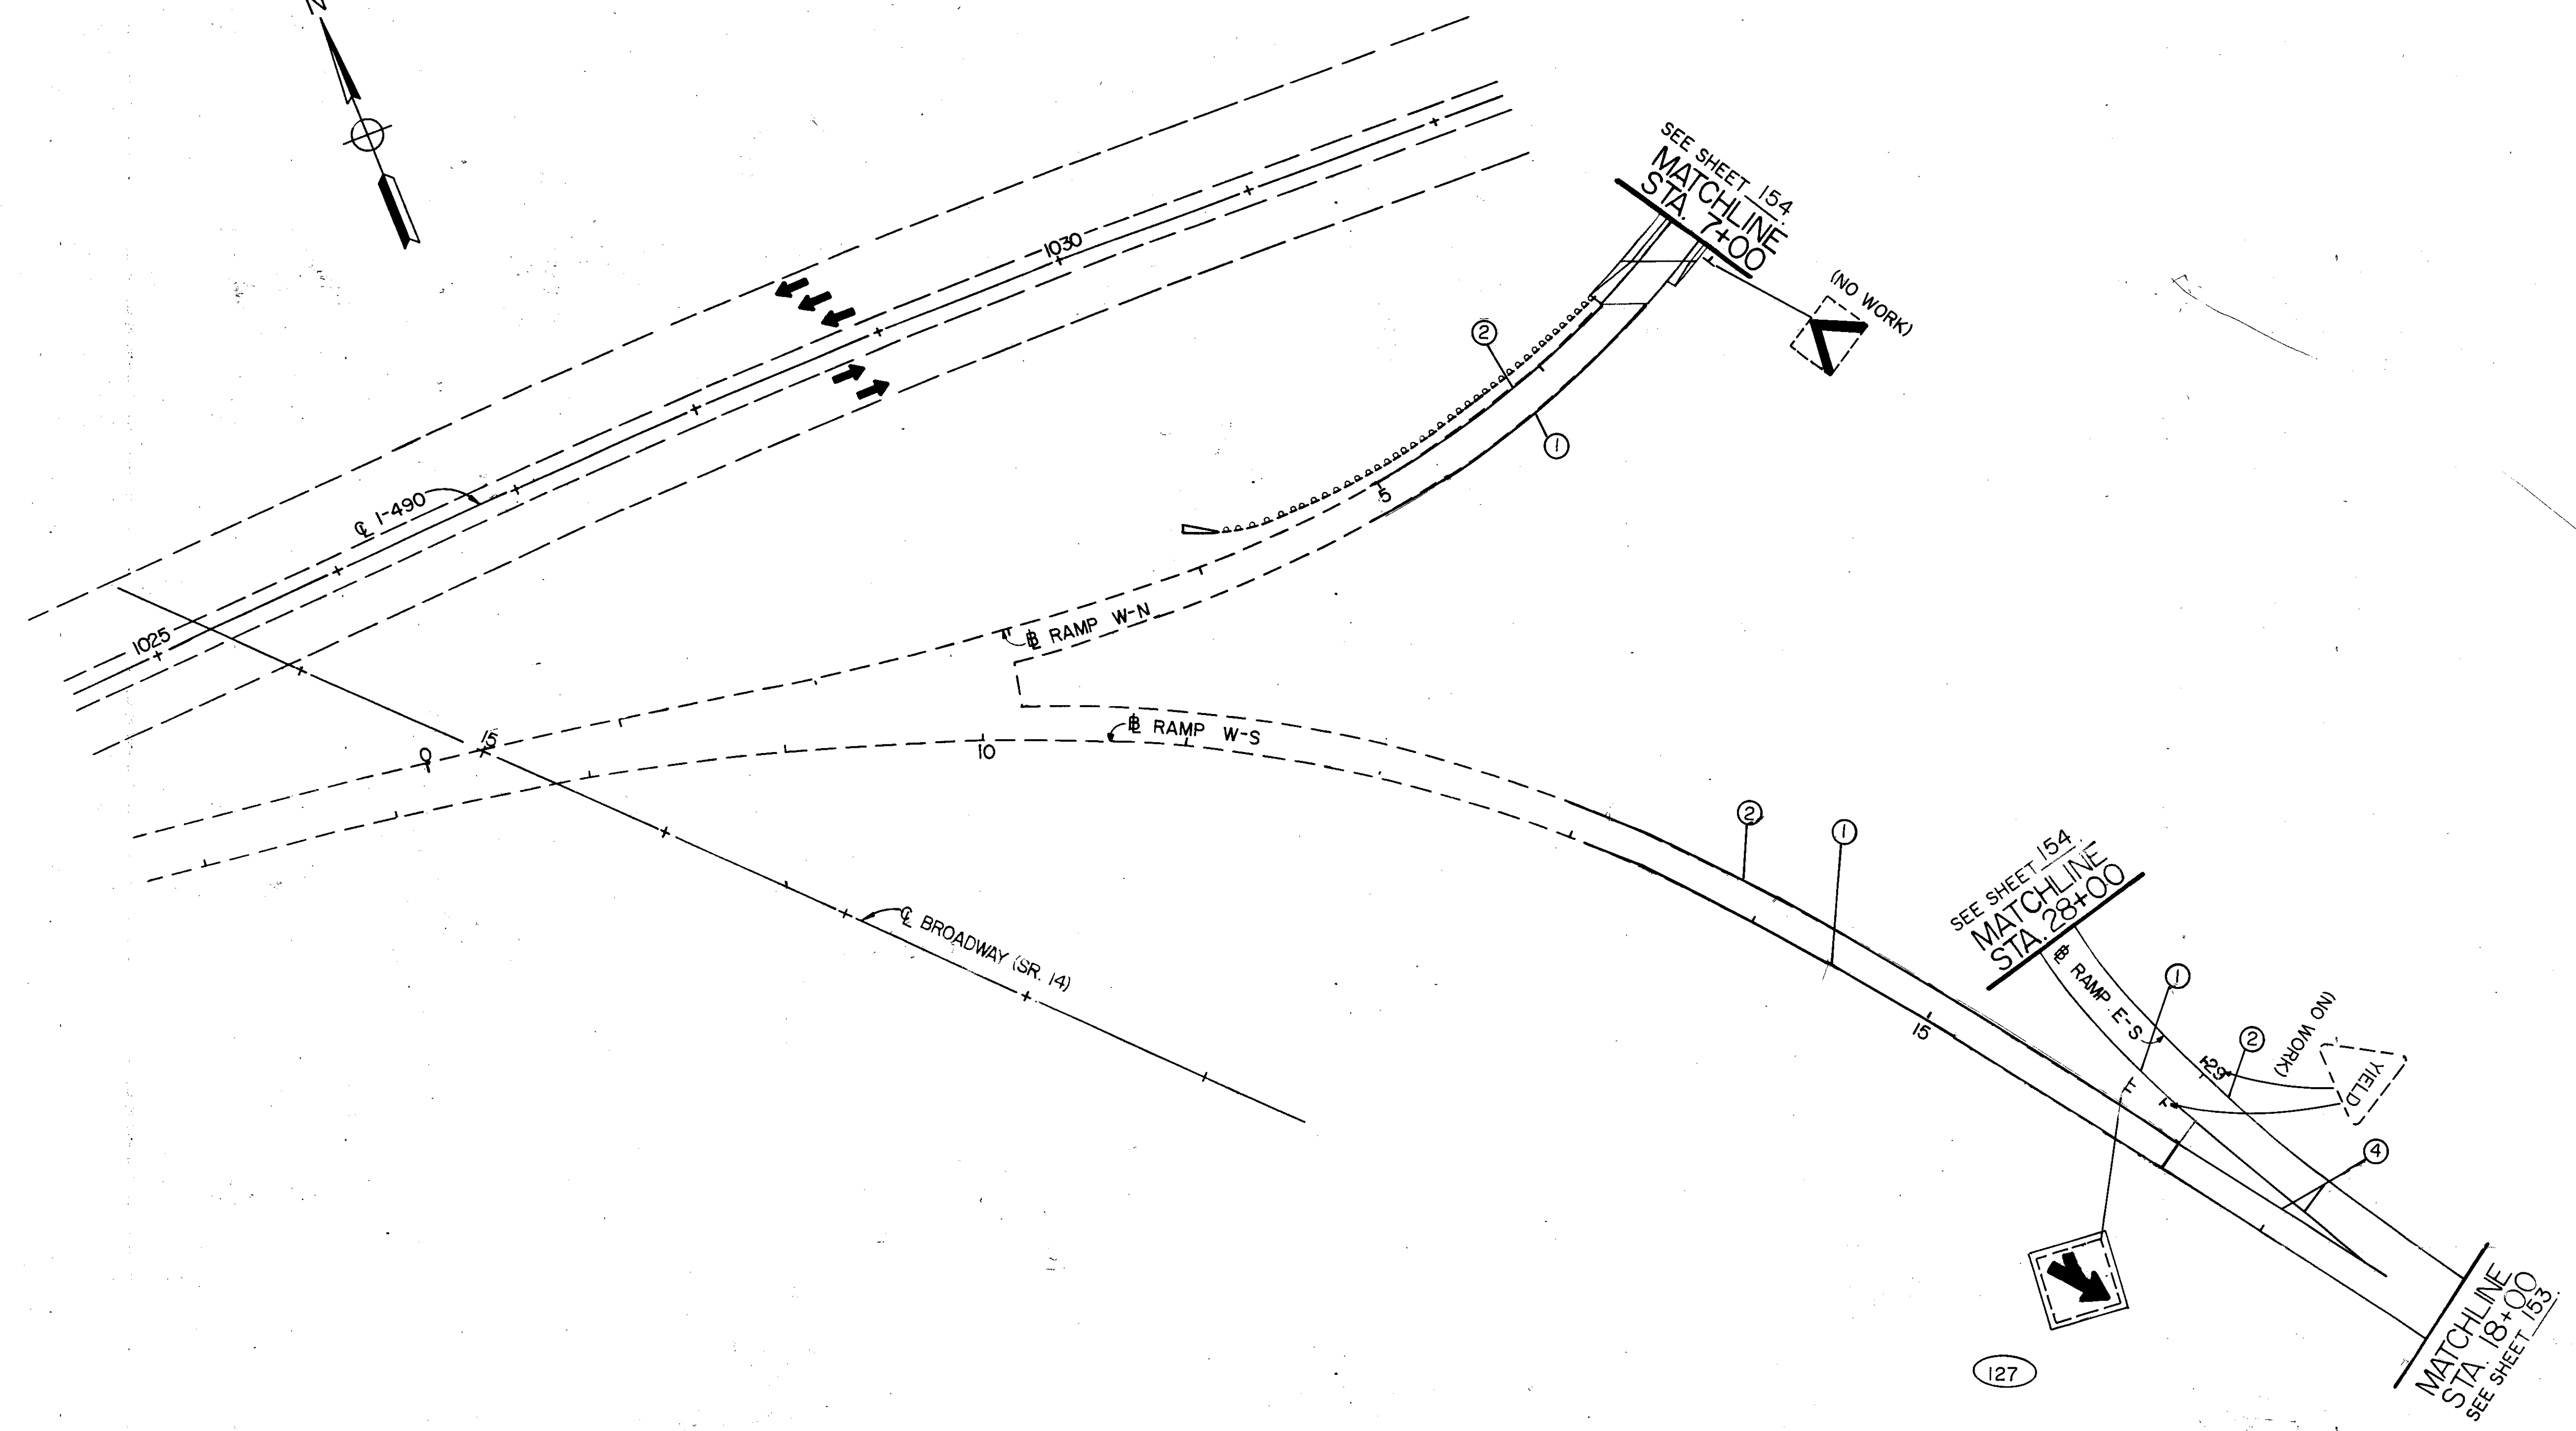 N
SEE SHEET 154
MATCHLINE
STA. 7+00
(NO WORK)
1030
2
1
℄ I-490
5
1025
℄ RAMP W-N
15
0
℄ RAMP W-S
10
2
1
SEE SHEET 154
MATCHLINE
STA. 28+00
℄ BROADWAY (SR. 14)
℄ RAMP E-S
1
15
2
(NO WORK)
29
YIELD
4
127
MATCHLINE
STA. 18+00
SEE SHEET 153